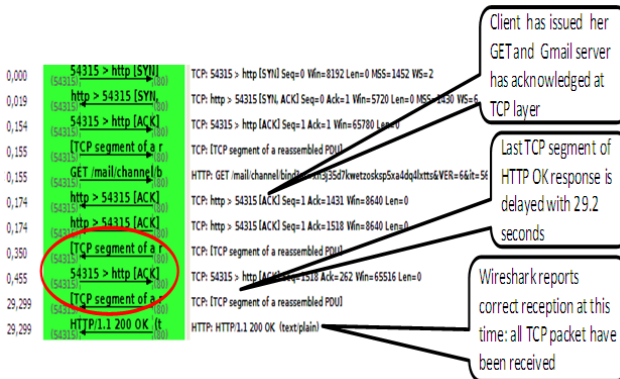 Client has issued her
GET and Gmail server
has acknowledged at
TCP layer
0,000 54315 > http [SYN] TCP: 54315 > http [SYN] Seq=0 Win=8192 Len=0 MSS=1452 WS=2
(54315) (80)
0,019 http > 54315 [SYN, TCP: http > 54315 [SYN, ACK] Seq=0 Ack=1 Win=5720 Len=0 MSS=1430 WS=6
(54315) (80)
0,154 54315 > http [ACK] TCP: 54315 > http [ACK] Seq=1 Ack=1 Win=65780 Len=0
(54315) (80)
0,155 [TCP segment of a r TCP: [TCP segment of a reassembled PDU]
(54315) (80)
0,155 GET /mail/channel/b HTTP: GET /mail/channel/
(54315) (80)
0,174 http > 54315 [ACK] TCP: http > 54315 [ACK] Seq=1 Ack=1431 Win=8640 Len=0
(54315) (80)
0,174 http > 54315 [ACK] TCP: http > 54315 [ACK] Seq=1 Ack=1518 Win=8640 Len=0
(54315) (80)
0,350 [TCP segment of a r TCP: [TCP segment of a reassembled PDU]
(54315) (80)
0,455 54315 > http [ACK] TCP: 54315 > http [ACK] Seq=1518 Ack=262 Win=65516 Len=0
(54315) (80)
29,299 [TCP segment of a r TCP: [TCP segment of a reassembled PDU]
(54315) (80)
29,299 HTTP/1.1 200 OK (t HTTP: HTTP/1.1 200 OK (text/plain)
(54315) (80)
Last TCP segment of
HTTP OK response is
delayed with 29.2
seconds
Wireshark reports
correct reception at this
time: all TCP packet have
been received